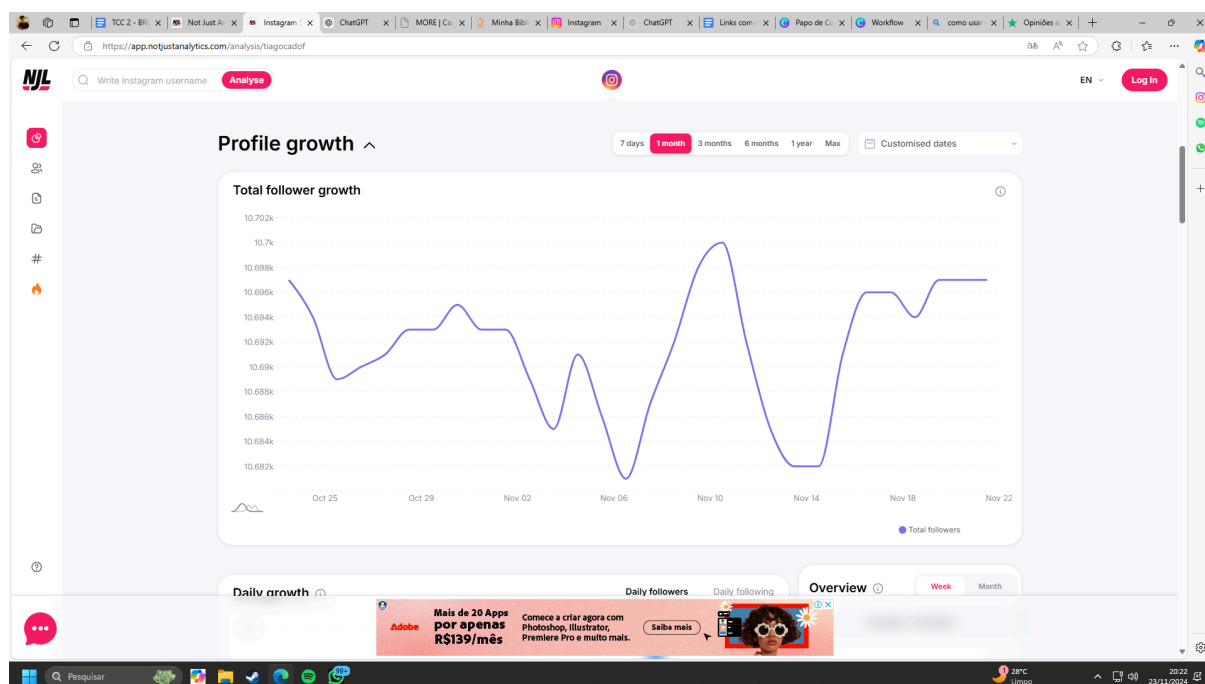 TCC 2 - BRI
Not Just An
Instagram S
ChatGPT
MORE | Cac
Minha Bibli
Instagram
ChatGPT
Links com
Papo de Co
Workflow
como usar
Opiniões s
https://app.notjustanalytics.com/analysis/tiagocadof
NJL
Write Instagram username
Analyse
EN
Log In
Profile growth
7 days
1 month
3 months
6 months
1 year
Max
Customised dates
Total follower growth
10.702k
10.7k
10.698k
10.696k
10.694k
10.692k
10.69k
10.688k
10.686k
10.684k
10.682k
Oct 25
Oct 29
Nov 02
Nov 06
Nov 10
Nov 14
Nov 18
Nov 22
Total followers
Daily growth
Daily followers
Daily following
Overview
Week
Month
Adobe
Mais de 20 Apps
por apenas
R$139/mês
Comece a criar agora com
Photoshop, Illustrator,
Premiere Pro e muito mais.
Saiba mais
Pesquisar
99+
1
28°C
Limpo
20:22
23/11/2024